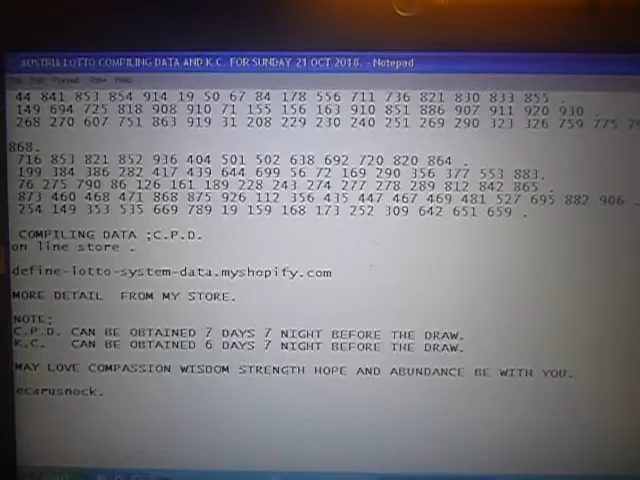 AUSTRIA LOTTO COMPILING DATA AND K.C. FOR SUNDAY 21 OCT 2018. - Notepad
File Edit Format View Help
44 841 853 854 914 19 50 67 84 178 556 711 736 821 830 833 855 .
149 694 725 818 908 910 71 155 156 163 910 851 886 907 911 920 930 .
268 270 607 751 863 919 31 208 229 230 240 251 269 290 323 326 759 775
868.
716 853 821 852 936 404 501 502 638 692 720 820 864 .
199 384 386 282 417 439 644 699 56 72 169 290 356 377 553 883.
76 275 790 86 126 161 189 228 243 274 277 278 289 812 842 865 .
873 460 468 471 868 875 926 112 356 435 447 467 469 481 527 695 882 906 .
254 149 353 535 669 789 19 159 168 173 252 309 642 651 659 .
COMPILING DATA ;C.P.D.
on line store .
define-lotto-system-data.myshopify.com
MORE DETAIL FROM MY STORE.
NOTE;
C.P.D. CAN BE OBTAINED 7 DAYS 7 NIGHT BEFORE THE DRAW.
K.C. CAN BE OBTAINED 6 DAYS 7 NIGHT BEFORE THE DRAW.
MAY LOVE COMPASSION WISDOM STRENGTH HOPE AND ABUNDANCE BE WITH YOU.
ecarusnock.